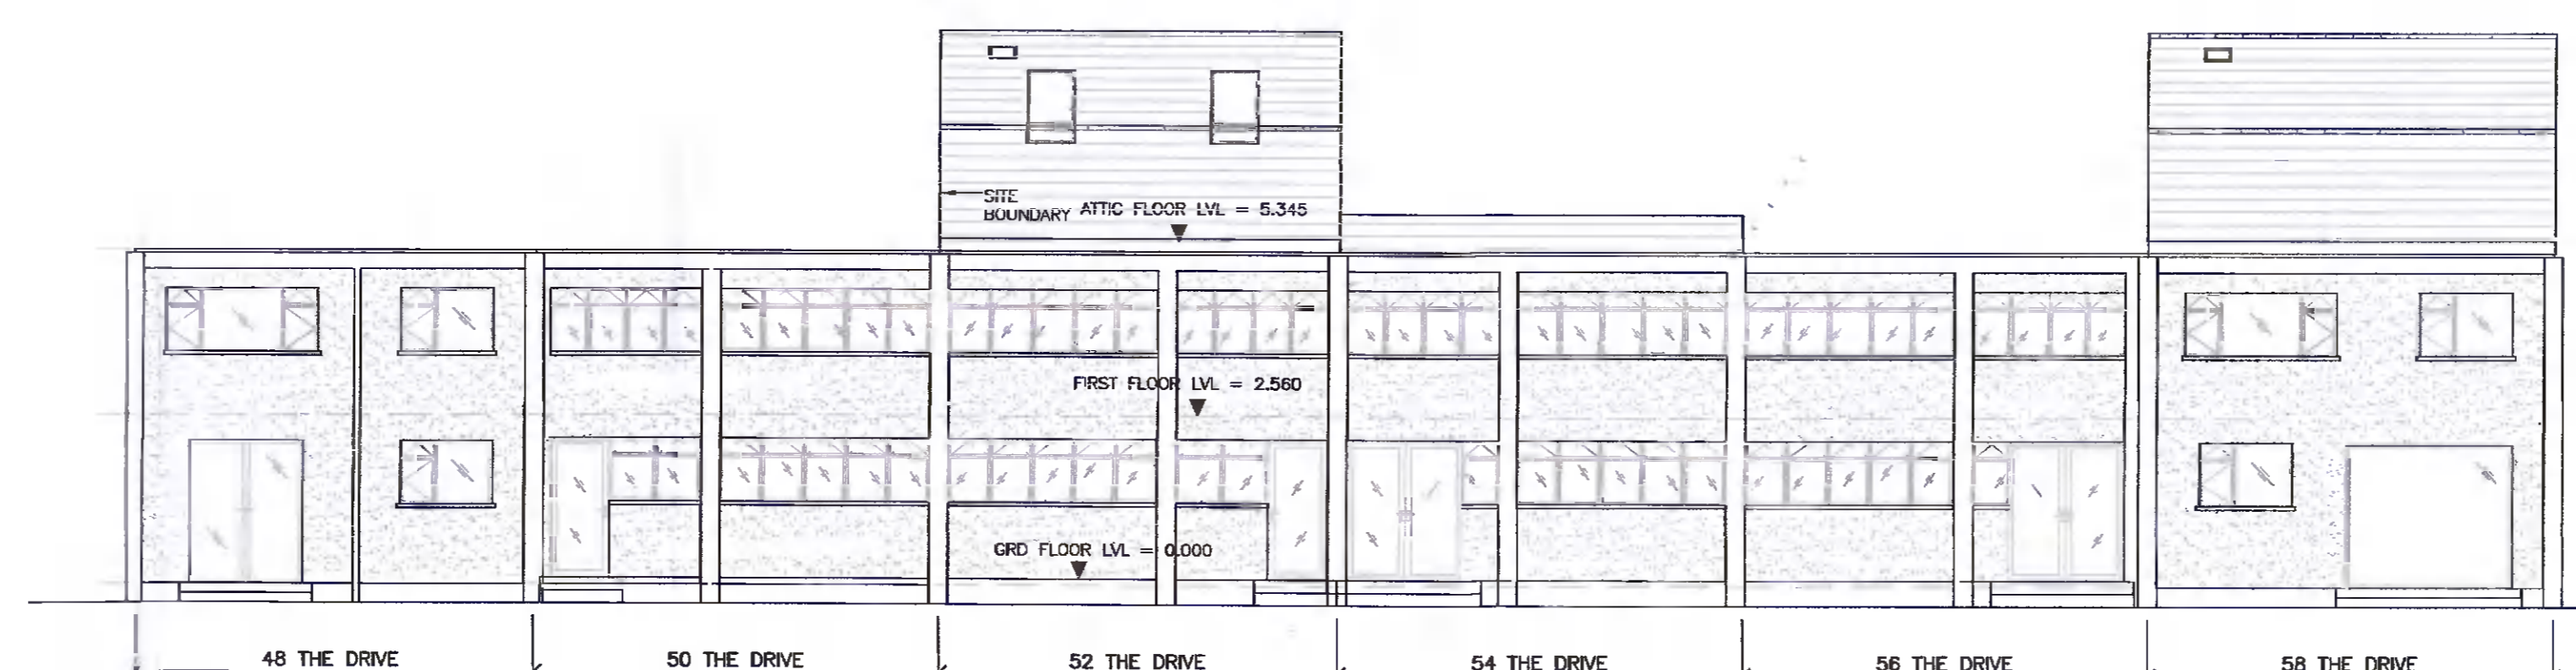 SITE
BOUNDARY
ATTIC FLOOR LVL = 5.345
FIRST FLOOR LVL = 2.560
GRD FLOOR LVL = 0.000
48 THE DRIVE
50 THE DRIVE
52 THE DRIVE
54 THE DRIVE
56 THE DRIVE
58 THE DRIVE